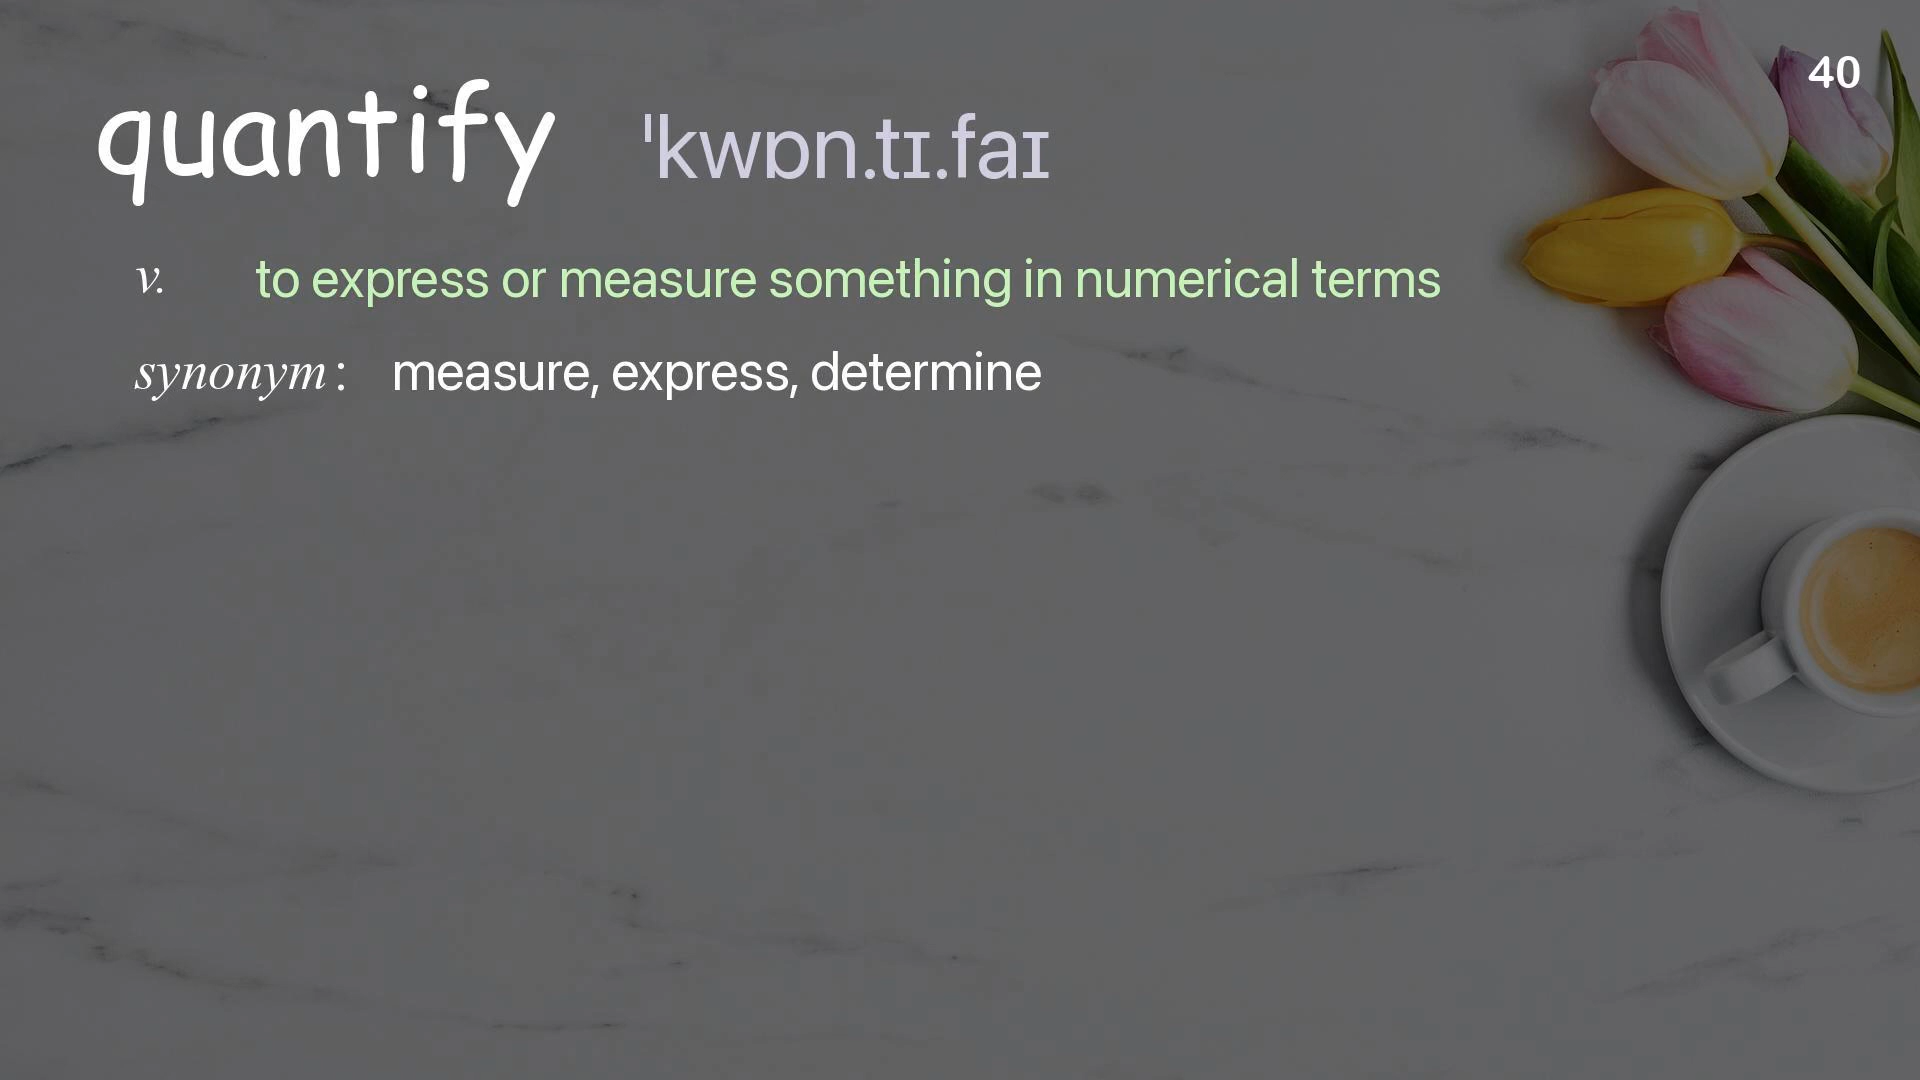 40
quantify ˈkwɒn.tɪ.faɪ
v. to express or measure something in numerical terms
synonym : measure, express, determine